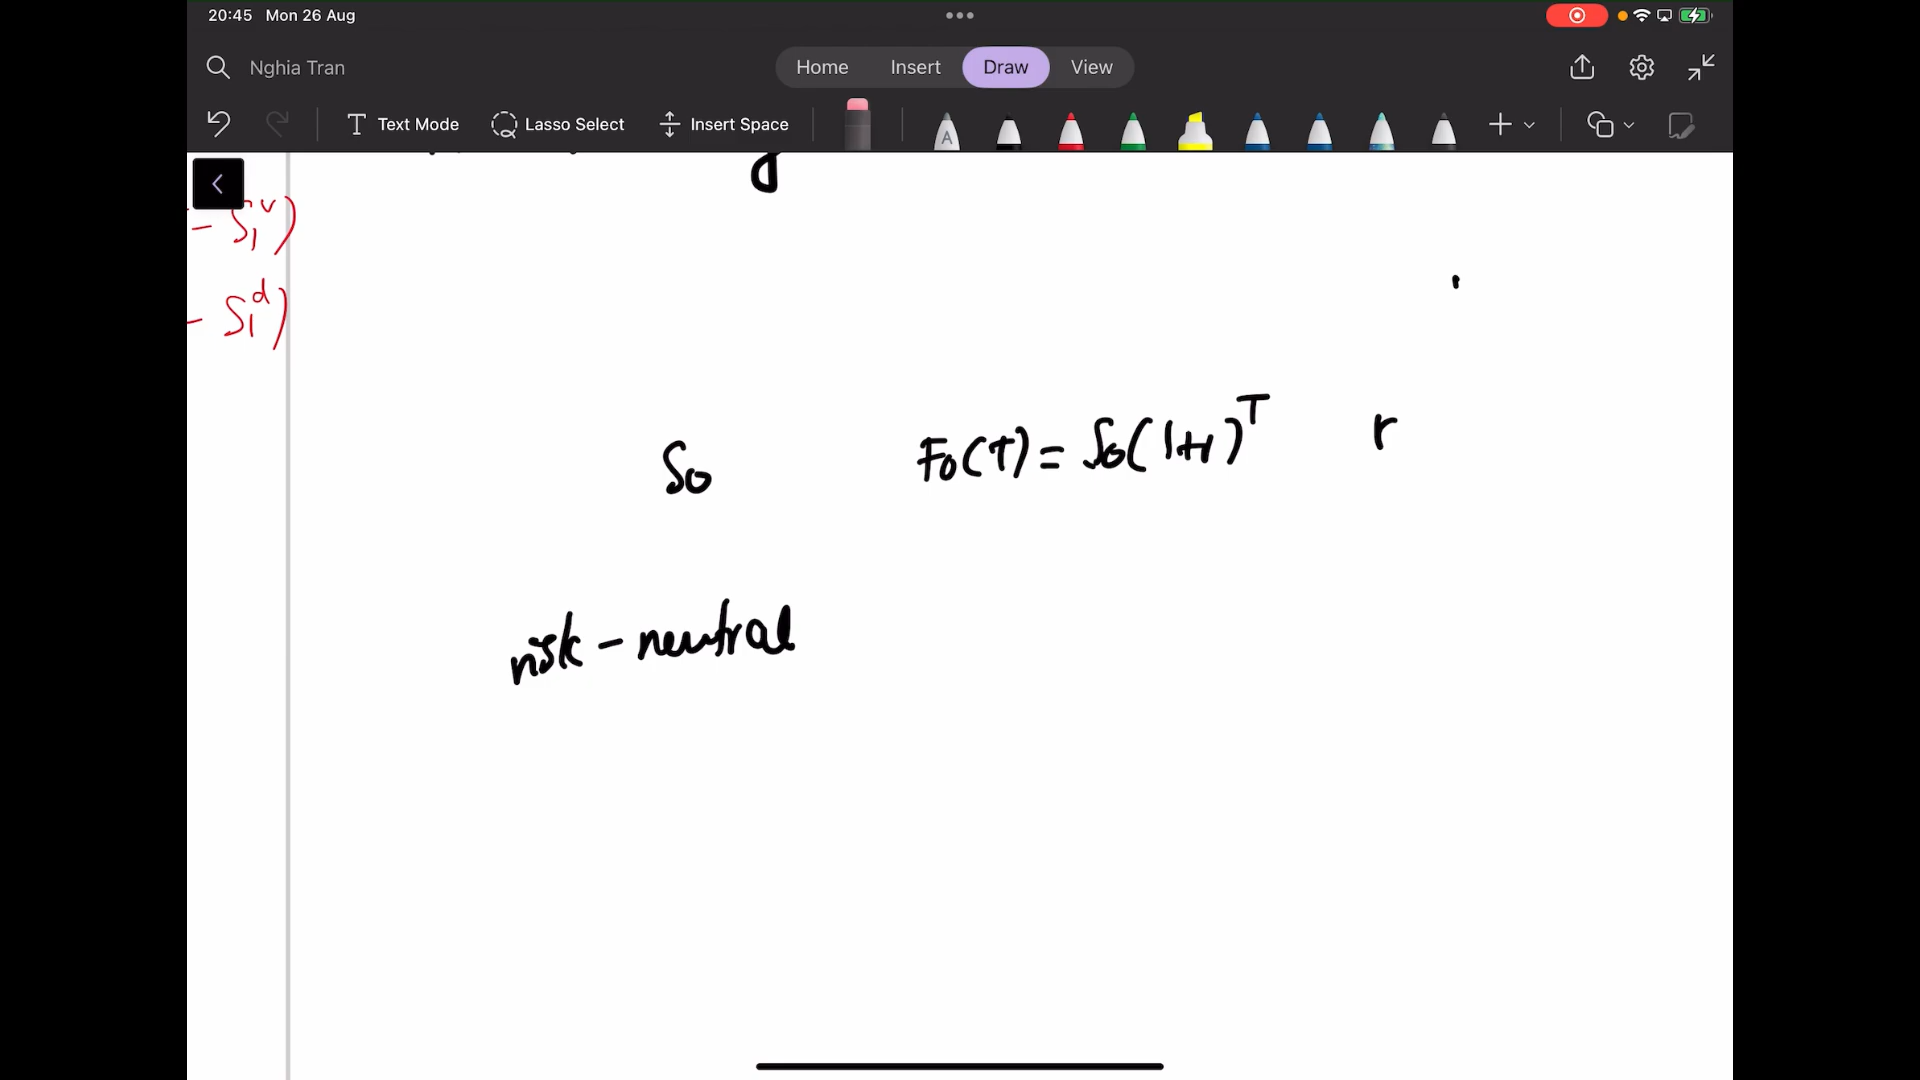 20:45 Mon 26 Aug
Nghia Tran
Home Insert Draw View
Text Mode Lasso Select Insert Space A
- S₁ᵘ)
- S₁ᵈ)
S₀ F₀(T) = S₀(1+r)ᵀ r
risk - neutral